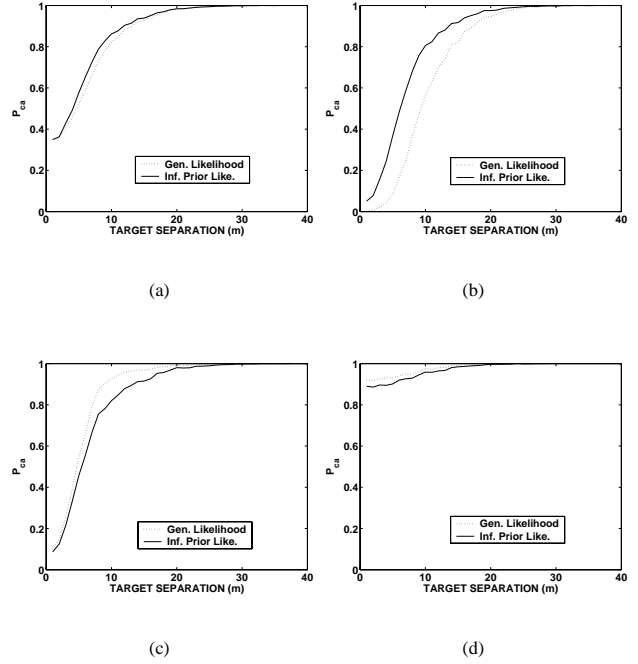 1
0.8
0.6
0.4
0.2
0
P_ca
0 10 20 30 40
TARGET SEPARATION (m)
Gen. Likelihood
Inf. Prior Like.
(a)
1
0.8
0.6
0.4
0.2
0
P_ca
0 10 20 30 40
TARGET SEPARATION (m)
Gen. Likelihood
Inf. Prior Like.
(b)
1
0.8
0.6
0.4
0.2
0
P_ca
0 10 20 30 40
TARGET SEPARATION (m)
Gen. Likelihood
Inf. Prior Like.
(c)
1
0.8
0.6
0.4
0.2
0
P_ca
0 10 20 30 40
TARGET SEPARATION (m)
Gen. Likelihood
Inf. Prior Like.
(d)